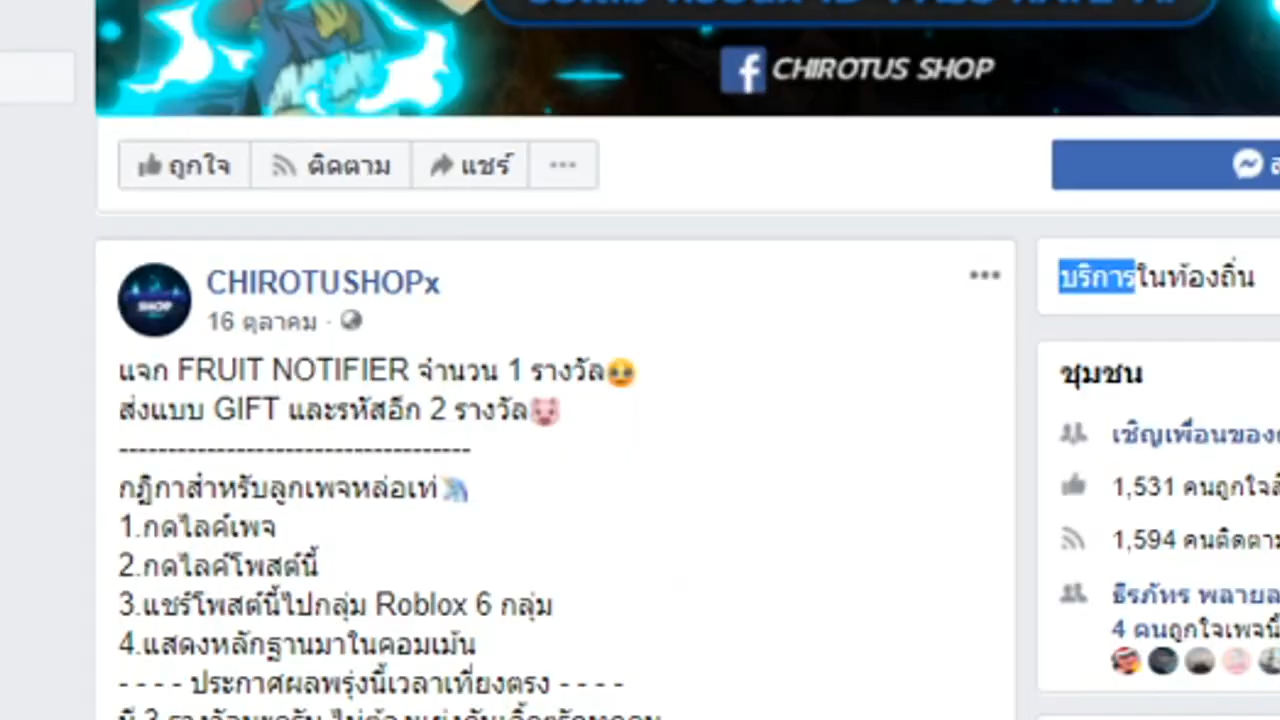 CHIROTUS SHOP
ถูกใจ
ติดตาม
แชร์
CHIROTUSHOPx
16 ตุลาคม ·
แจก FRUIT NOTIFIER จำนวน 1 รางวัล🥺
ส่งแบบ GIFT และรหัสอีก 2 รางวัล🐷
-----------------------------------
กฏิกาสำหรับลูกเพจหล่อเท่
1.กดไลค์เพจ
2.กดไลค์โพสต์นี้
3.แชร์โพสต์นี้ไปกลุ่ม Roblox 6 กลุ่ม
4.แสดงหลักฐานมาในคอมเม้น
- - - - ประกาศผลพรุ่งนี้เวลาเที่ยงตรง - - - -
บริการในท้องถิ่น
ชุมชน
เชิญเพื่อนของ
1,531 คนถูกใจ
1,594 คนติดตาม
ธีรภัทร พลาย
4 คนถูกใจเพจนี้